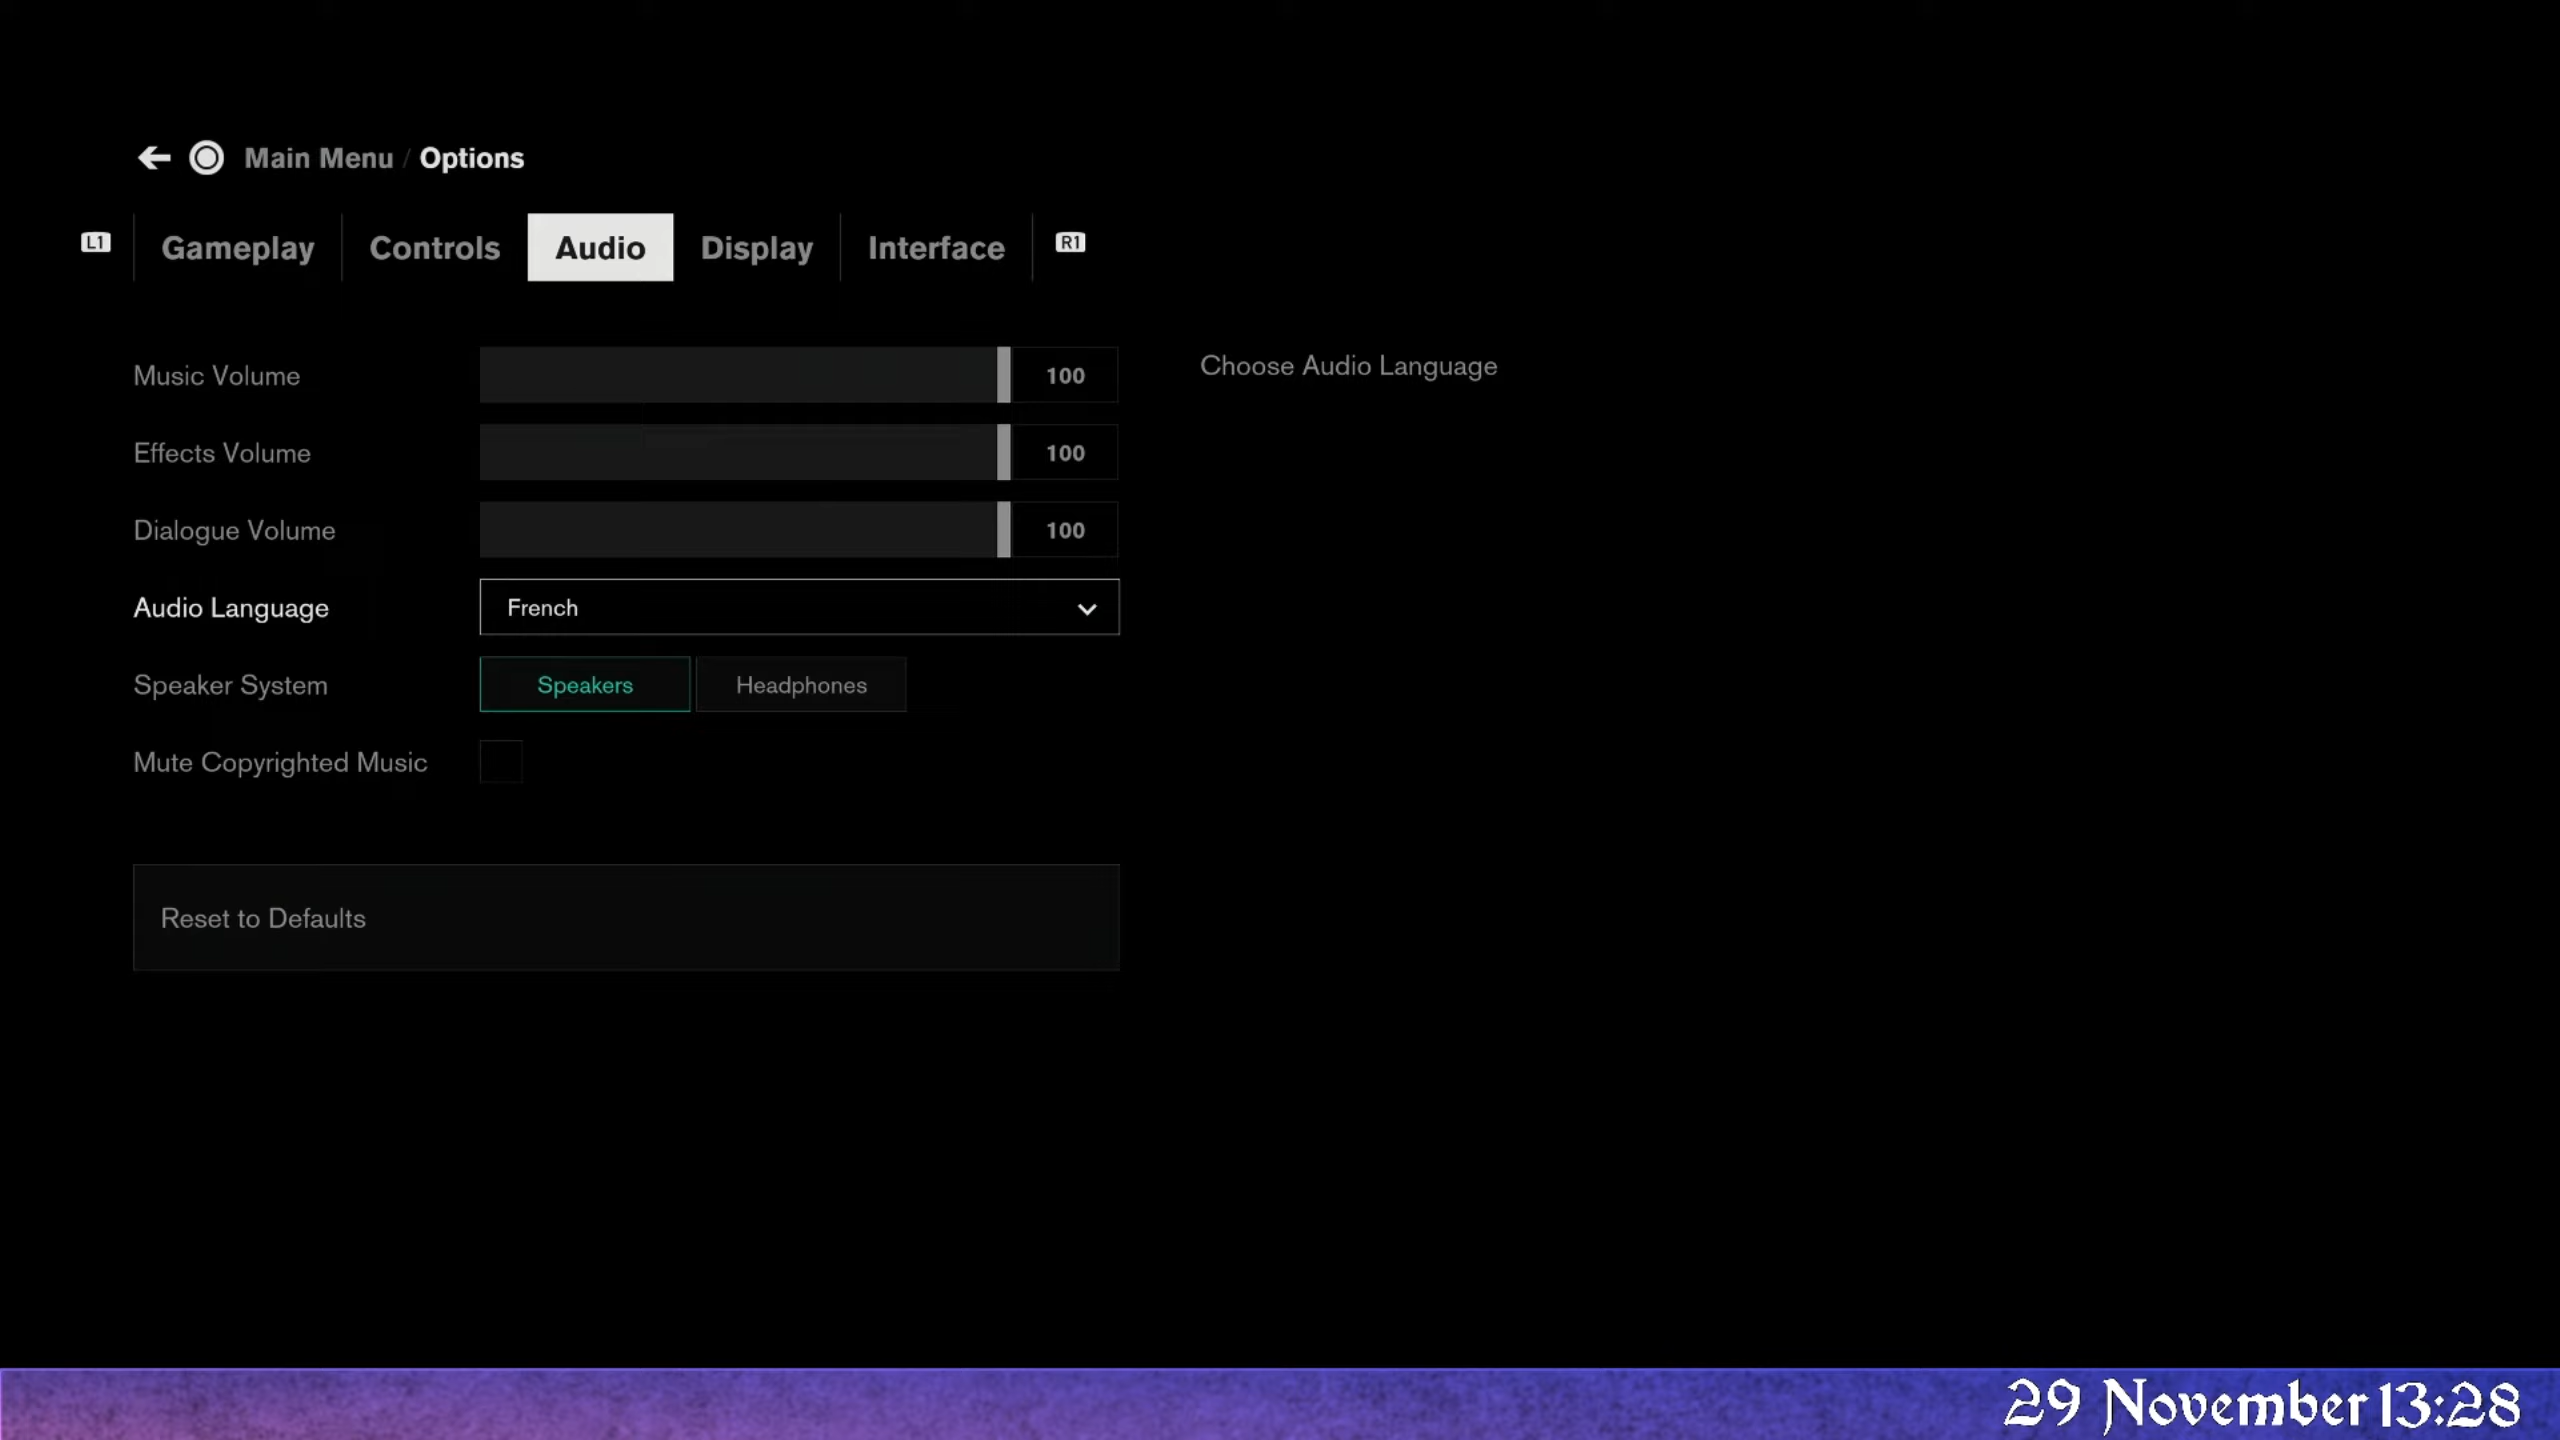 Main Menu / Options
L1 Gameplay Controls Audio Display Interface R1
Music Volume 100
Choose Audio Language
Effects Volume 100
Dialogue Volume 100
Audio Language French
Speaker System Speakers Headphones
Mute Copyrighted Music
Reset to Defaults
29 November 13:28